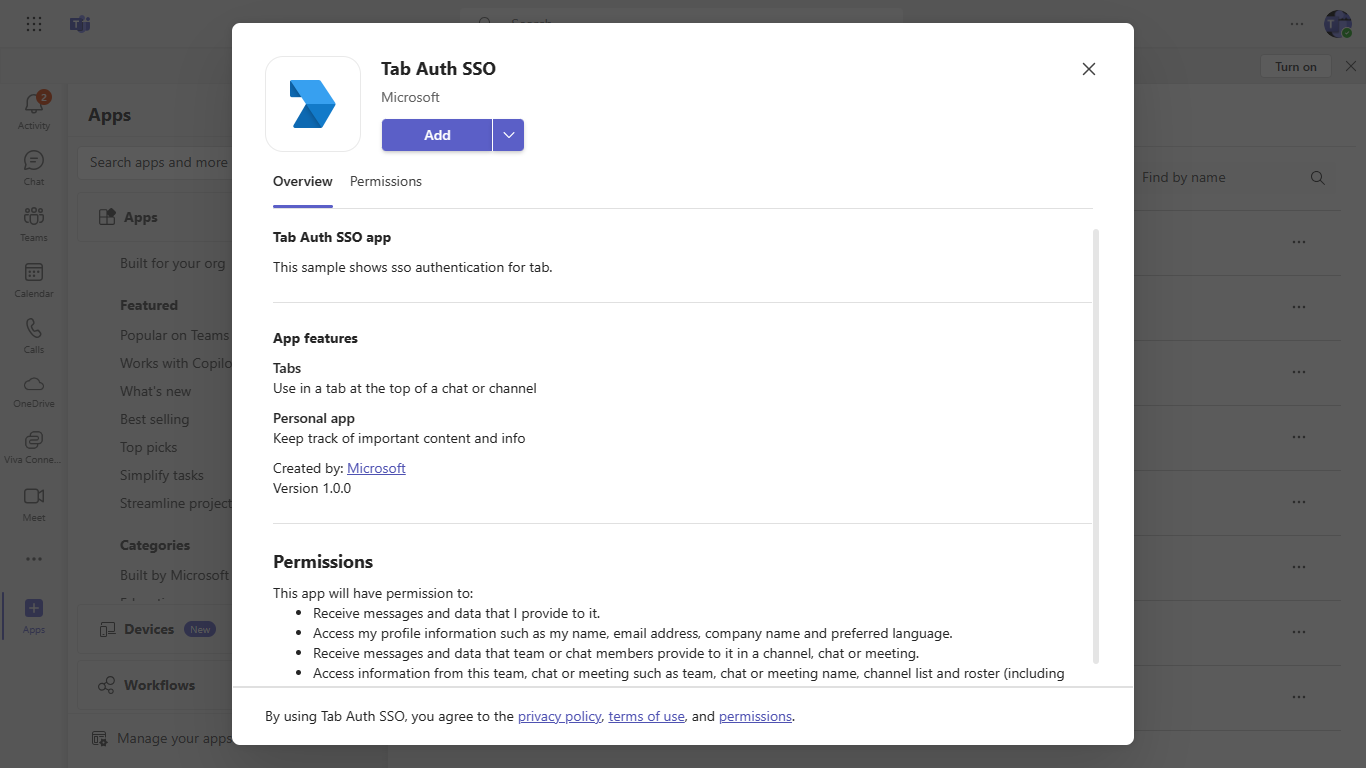 Search
Turn on
2
Activity
Chat
Teams
Calendar
Calls
OneDrive
Viva Conne...
Meet
Apps
Apps
Search apps and more
Apps
Built for your org
Featured
Popular on Teams
Works with Copilo
What's new
Best selling
Top picks
Simplify tasks
Streamline project
Categories
Built by Microsoft
Devices New
Workflows
Manage your apps
Find by name
Tab Auth SSO
Microsoft
Add
Overview Permissions
Tab Auth SSO app
This sample shows sso authentication for tab.
App features
Tabs
Use in a tab at the top of a chat or channel
Personal app
Keep track of important content and info
Created by: Microsoft
Version 1.0.0
Permissions
This app will have permission to:
• Receive messages and data that I provide to it.
• Access my profile information such as my name, email address, company name and preferred language.
• Receive messages and data that team or chat members provide to it in a channel, chat or meeting.
• Access information from this team, chat or meeting such as team, chat or meeting name, channel list and roster (including
By using Tab Auth SSO, you agree to the privacy policy, terms of use, and permissions.